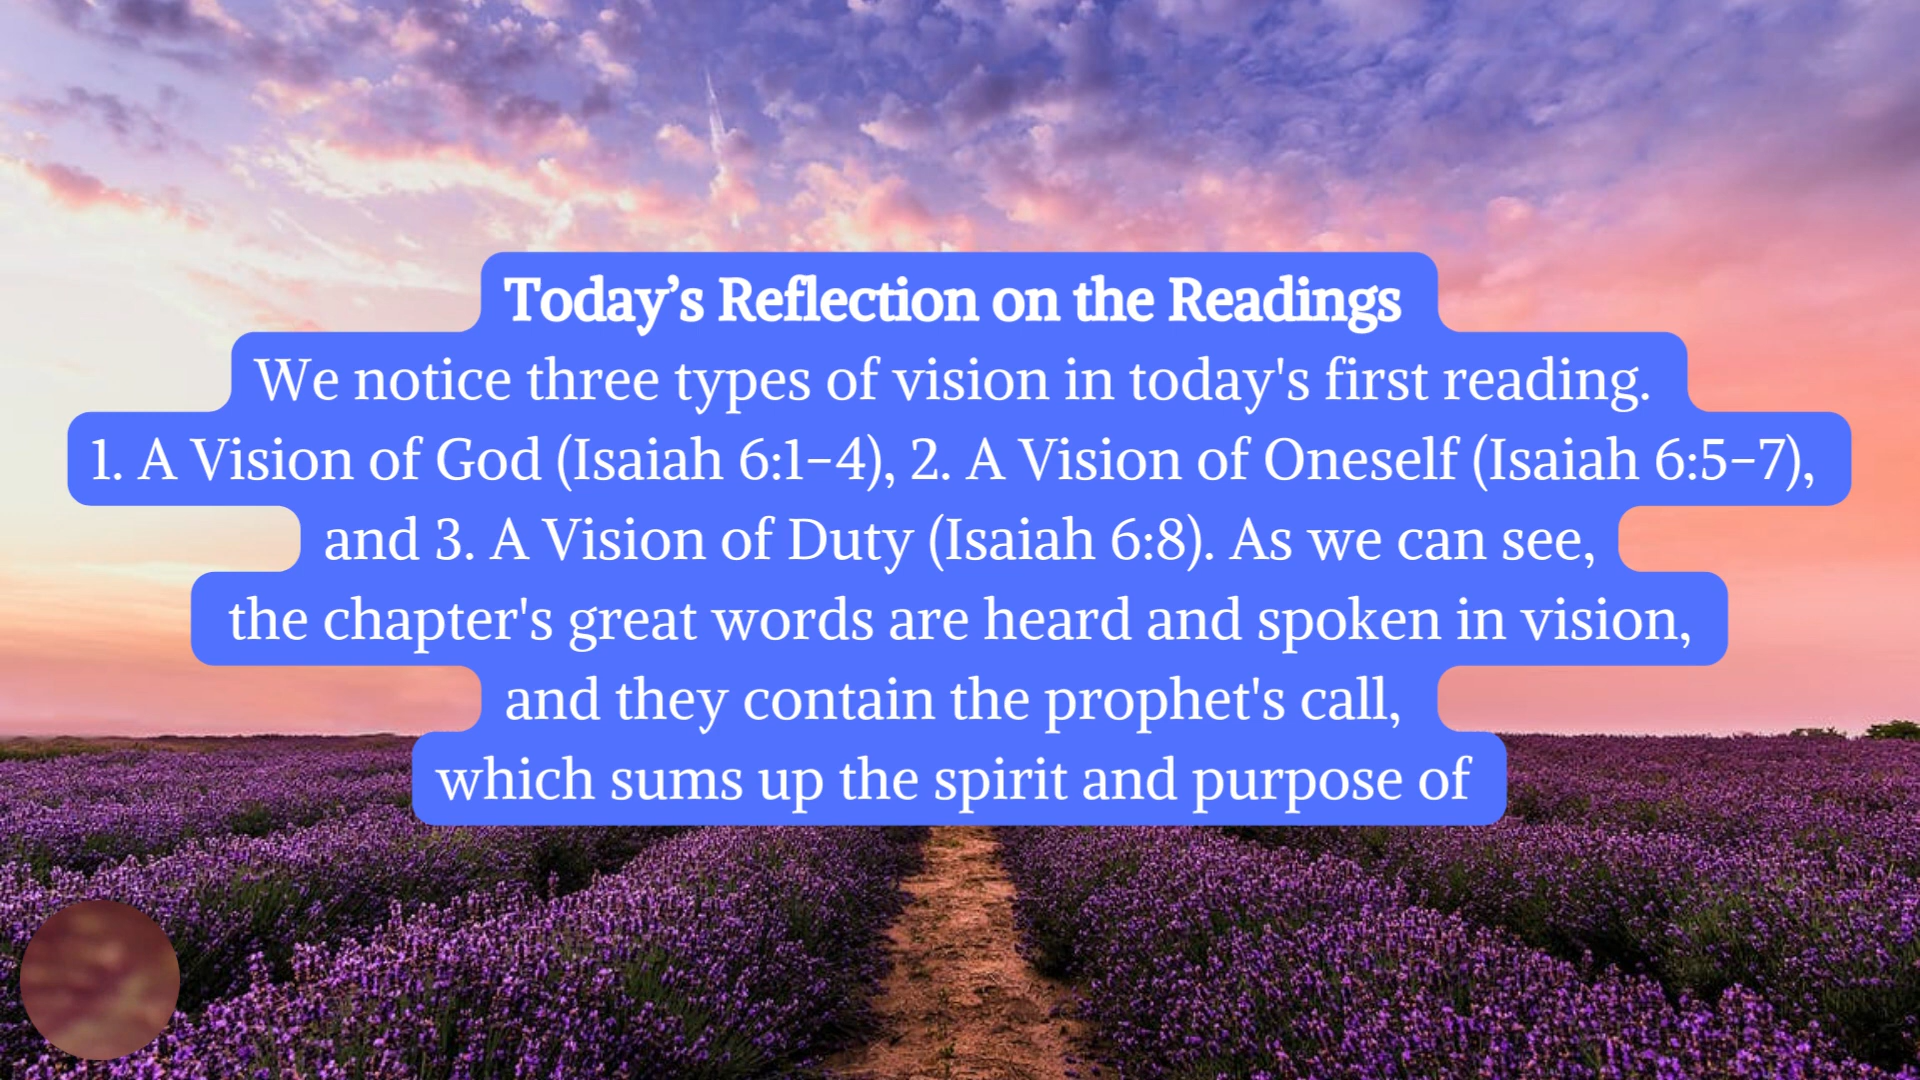 Today’s Reflection on the Readings
We notice three types of vision in today's first reading.
1. A Vision of God (Isaiah 6:1-4), 2. A Vision of Oneself (Isaiah 6:5-7),
and 3. A Vision of Duty (Isaiah 6:8). As we can see,
the chapter's great words are heard and spoken in vision,
and they contain the prophet's call,
which sums up the spirit and purpose of